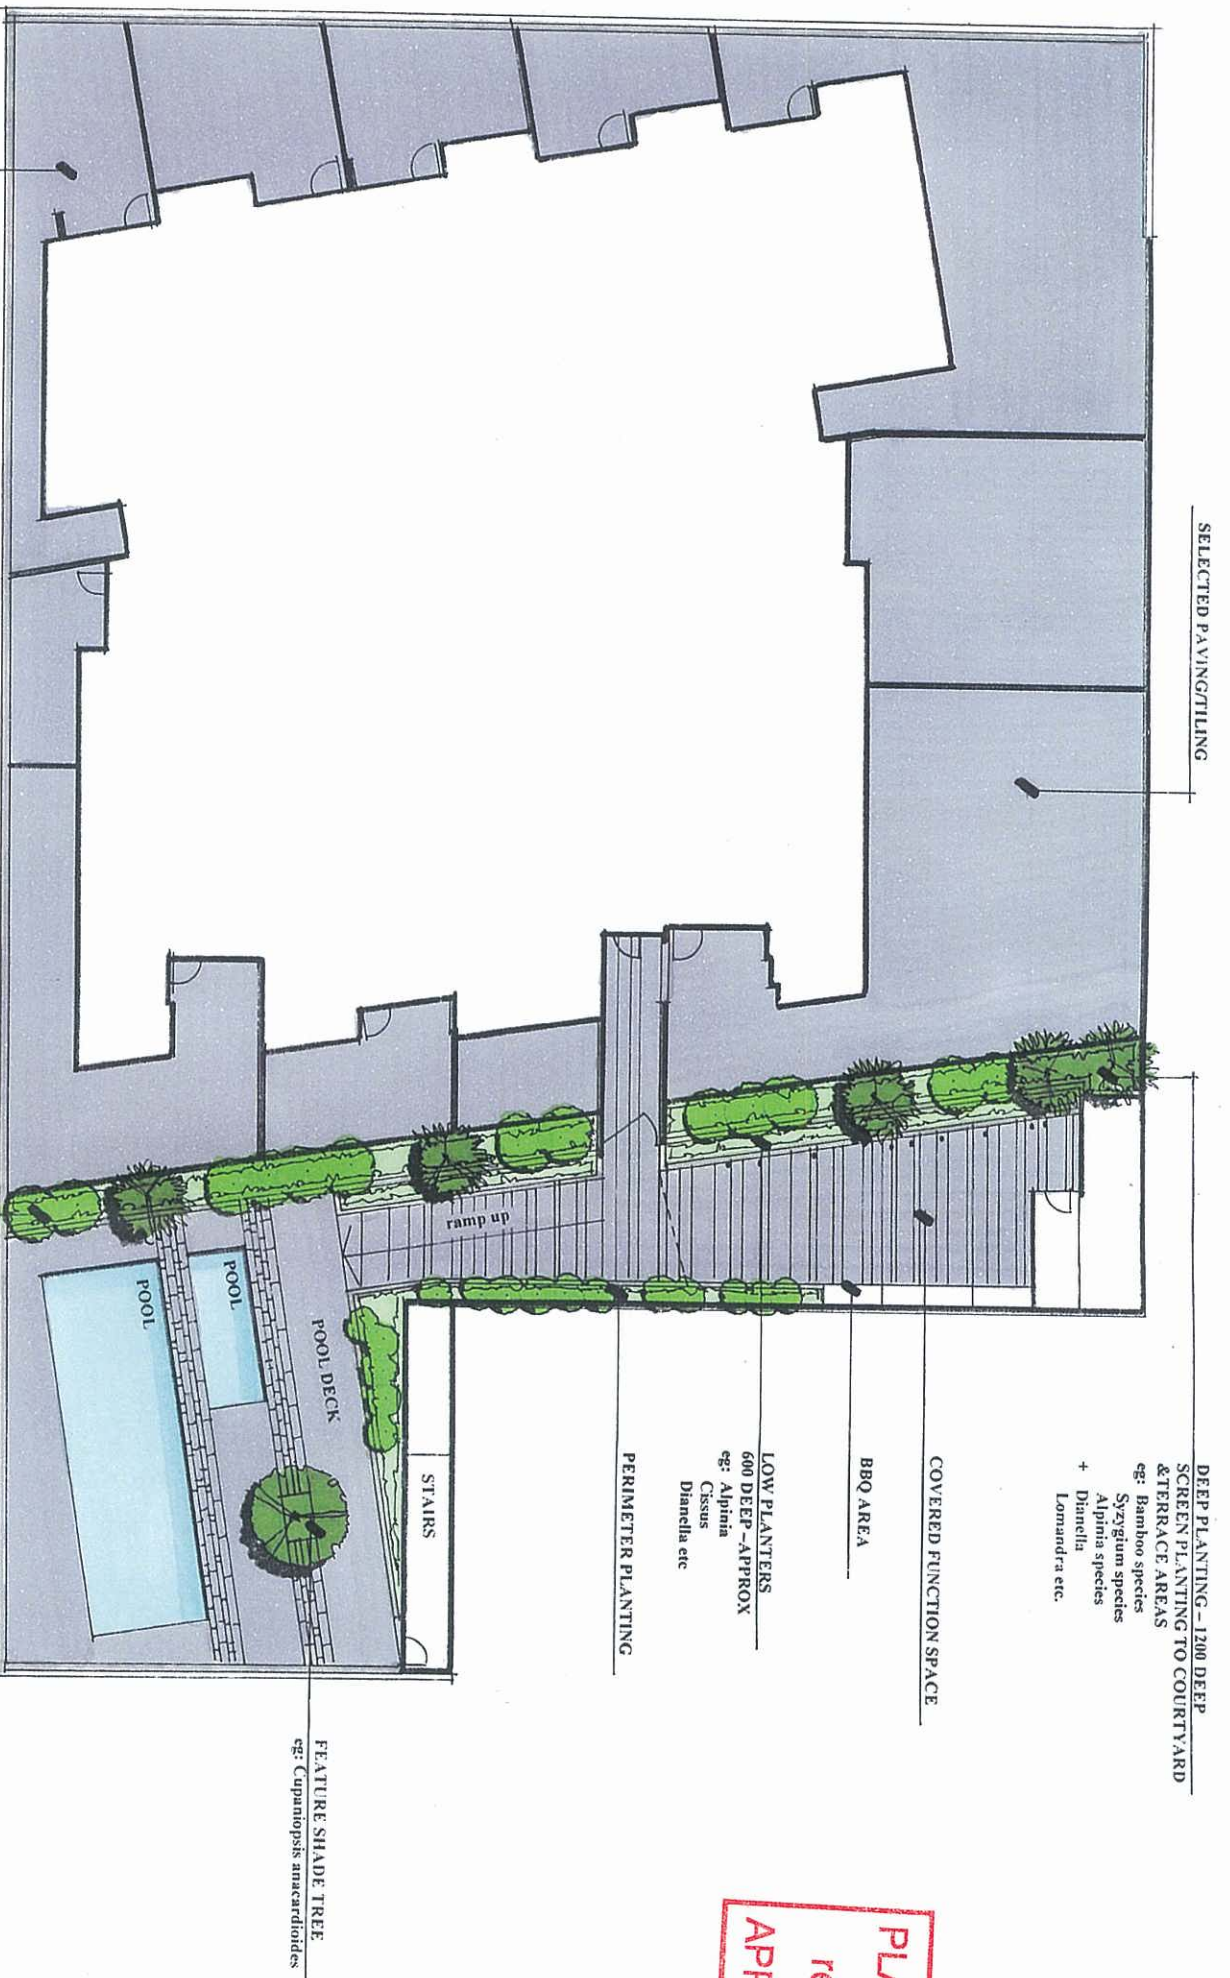 SELECTED PAVING/TILING
DEEP PLANTING – 1200 DEEP
SCREEN PLANTING TO COURTYARD
&TERRACE AREAS
eg: Bamboo species
Syzygium species
Alpinia species
+ Dianella
Lomandra etc.
COVERED FUNCTION SPACE
BBQ AREA
LOW PLANTERS
600 DEEP – APPROX
eg: Alpinia
Cissus
Dianella etc
PERIMETER PLANTING
ramp up
STAIRS
POOL DECK
POOL
POOL
FEATURE SHADE TREE
eg: Cupaniopsis anacardioides